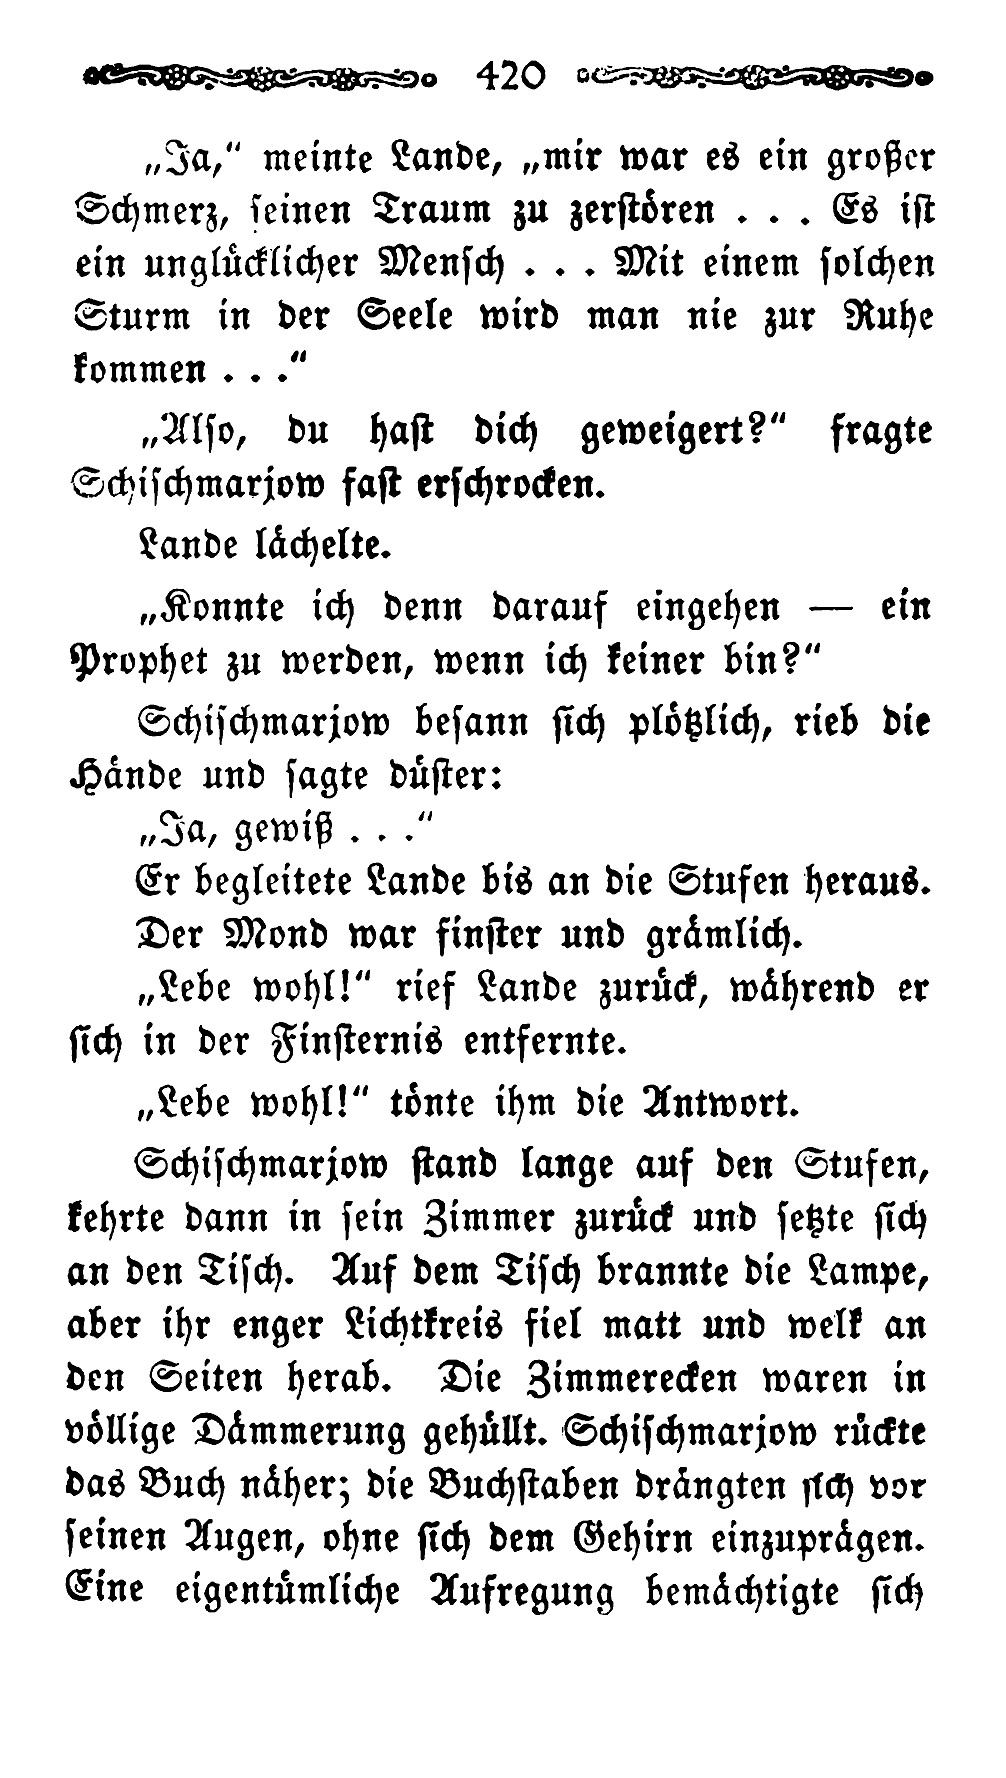 420
„Ja,“ meinte Lande, „mir war es ein großer
Schmerz, seinen Traum zu zerstören . . . Es ist
ein unglücklicher Mensch . . . Mit einem solchen
Sturm in der Seele wird man nie zur Ruhe
kommen . . .“
„Also, du hast dich geweigert?“ fragte
Schischmarjow fast erschrocken.
Lande lächelte.
„Konnte ich denn darauf eingehen — ein
Prophet zu werden, wenn ich keiner bin?“
Schischmarjow besann sich plötzlich, rieb die
Hände und sagte düster:
„Ja, gewiß . . .“
Er begleitete Lande bis an die Stufen heraus.
Der Mond war finster und grämlich.
„Lebe wohl!“ rief Lande zurück, während er
sich in der Finsternis entfernte.
„Lebe wohl!“ tönte ihm die Antwort.
Schischmarjow stand lange auf den Stufen,
kehrte dann in sein Zimmer zurück und setzte sich
an den Tisch. Auf dem Tisch brannte die Lampe,
aber ihr enger Lichtkreis fiel matt und welk an
den Seiten herab. Die Zimmerecken waren in
völlige Dämmerung gehüllt. Schischmarjow rückte
das Buch näher; die Buchstaben drängten sich vor
seinen Augen, ohne sich dem Gehirn einzuprägen.
Eine eigentümliche Aufregung bemächtigte sich